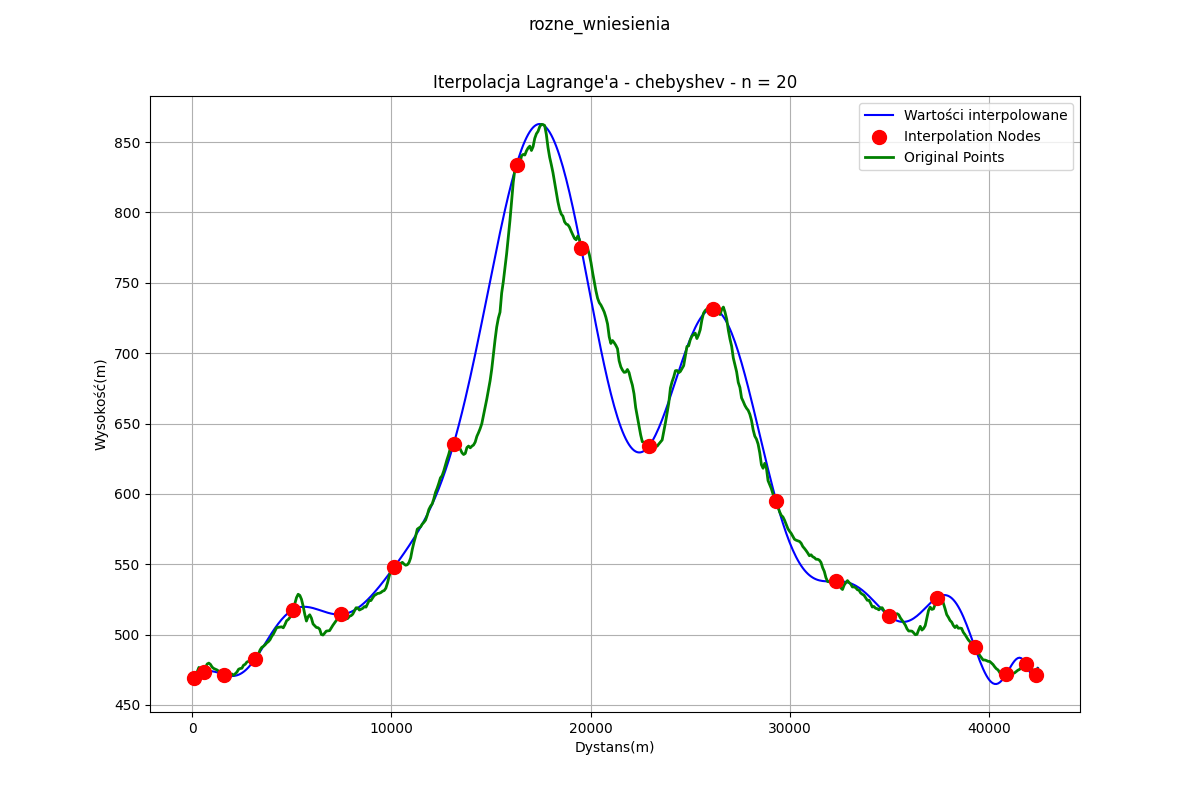 rozne_wniesienia
Iterpolacja Lagrange'a - chebyshev - n = 20
Wartości interpolowane
Interpolation Nodes
Original Points
850
800
750
700
650
600
550
500
450
Wysokość(m)
0
10000
20000
30000
40000
Dystans(m)